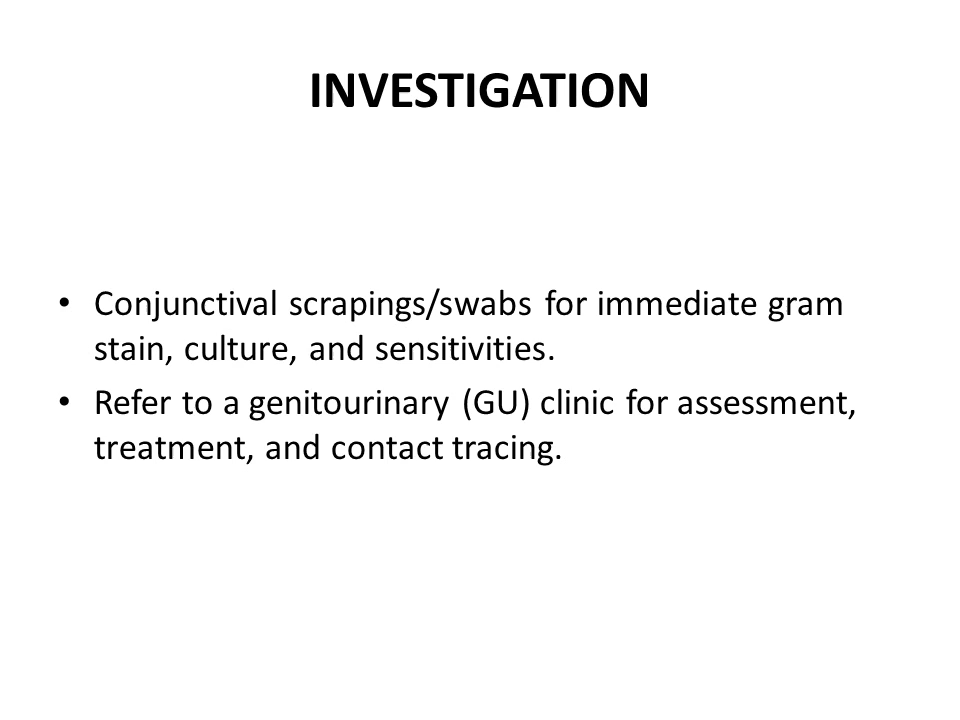 INVESTIGATION
• Conjunctival scrapings/swabs for immediate gram
stain, culture, and sensitivities.
• Refer to a genitourinary (GU) clinic for assessment,
treatment, and contact tracing.